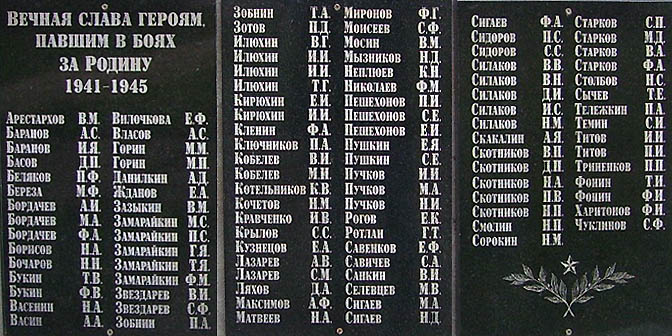 Вечная слава героям,
павшим в боях
за Родину
1941-1945
Арестархов В.М.
Баранов А.С.
Баранов И.Я.
Басов Д.П.
Беляков П.Ф.
Береза М.Ф.
Бордачев А.И.
Бордачев М.А.
Бордачев Ф.А.
Борисов Н.А.
Бочаров Н.Н.
Букин Т.В.
Букин Ф.В.
Васенин Н.А.
Васин А.А.
Вилочкова Е.Ф.
Власов А.С.
Горин М.М.
Горин М.П.
Данилкин А.Д.
Жданов Е.А.
Зазыкин В.М.
Замарайкин М.С.
Замарайкин П.С.
Замарайкин Г.Я.
Замарайкин Т.Я.
Замарайкин Ф.М.
Звездарев В.И.
Звездарев С.Ф.
Зобнин П.А.
Зобнин Т.А.
Зотов Н.Д.
Илюхин В.Г.
Илюхин И.И.
Илюхин И.И.
Илюхин Т.Г.
Кирюхин Е.И.
Кирюхин И.И.
Кленин Ф.А.
Ключников П.А.
Кобелев В.И.
Кобелев М.И.
Котельников К.В.
Кочетов Н.М.
Кравченко И.В.
Крылов С.С.
Кузнецов Е.А.
Лазарев А.В.
Лазарев С.М.
Ляхов Д.А.
Максимов А.Ф.
Матвеев Н.А.
Миронов Ф.Г.
Моисеев С.Ф.
Мосин В.М.
Мызников Н.Д.
Неплюев К.Н.
Николаев Ф.М.
Пешехонов П.И.
Пешехонов С.Е.
Пешехонов Е.И.
Пушкин Е.Я.
Пушкин С.Е.
Пучков И.И.
Пучков М.А.
Пучков Н.И.
Рогов Е.К.
Ротлан Г.Т.
Савенков Е.Ф.
Савичев С.А.
Санкин В.И.
Селевцев М.В.
Сигаев М.А.
Сигаев Н.Д.
Сигаев Ф.А.
Сидоров П.С.
Сидоров С.С.
Силаков В.В.
Силаков В.Н.
Силаков Д.И.
Силаков И.С.
Силаков Н.М.
Скакалин А.Я.
Скотников В.П.
Скотников Д.П.
Скотников Н.А.
Скотников П.В.
Скотников Н.П.
Смолин Н.П.
Сорокин Н.М.
Старков С.П.
Старков М.Д.
Старков В.А.
Старков Ф.А.
Столбов Н.С.
Сычев Т.Е.
Тележкин П.А.
Темин С.И.
Титов И.И.
Титов П.И.
Триненков П.И.
Фонин Т.И.
Фонин Ф.И.
Харитонов Ф.И.
Чуклинов С.Ф.